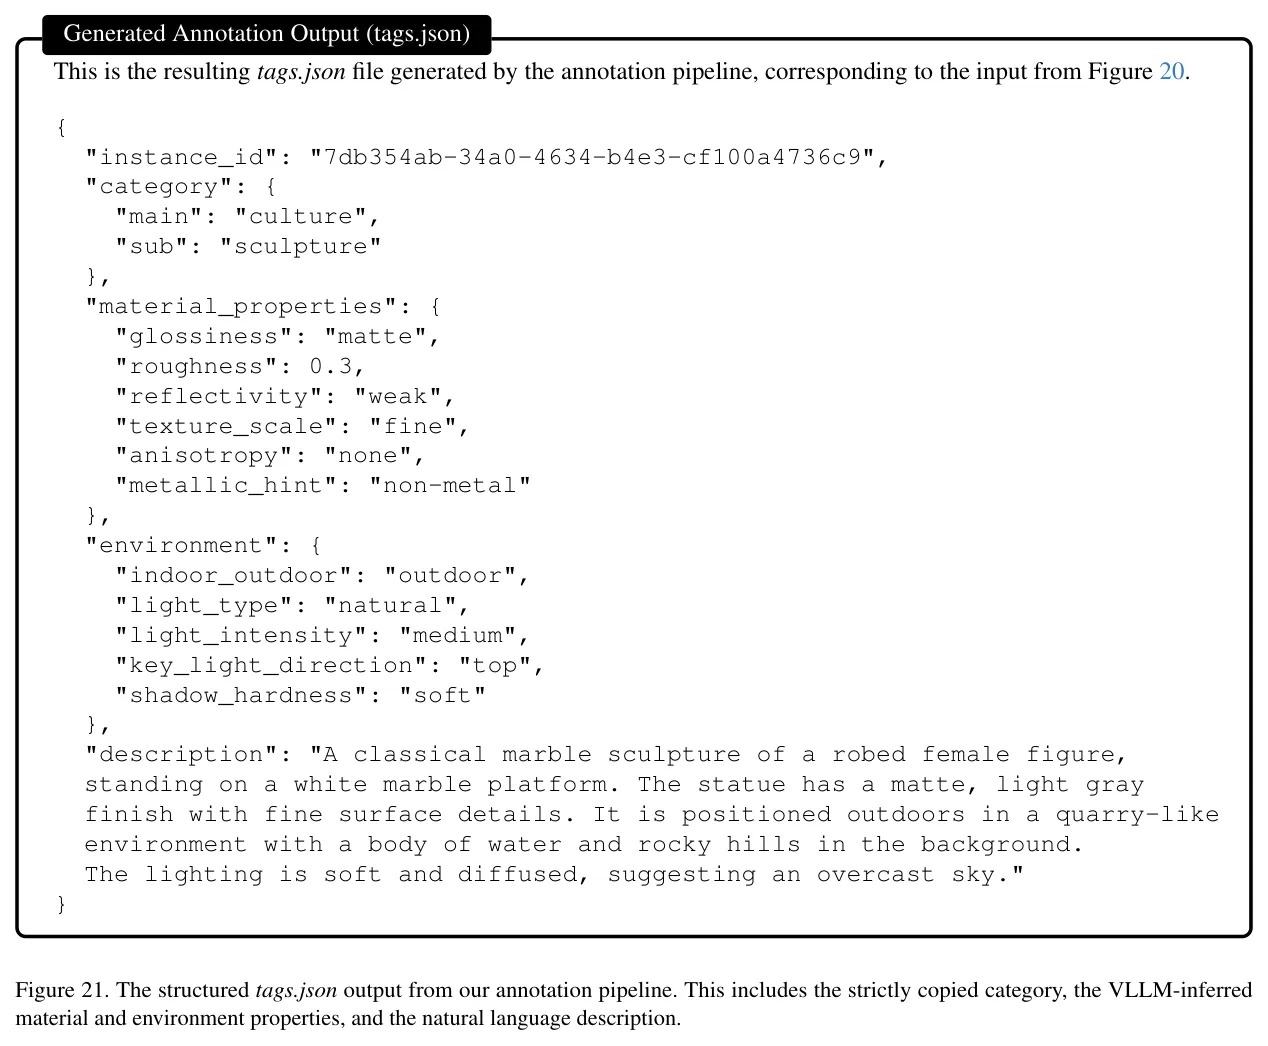 Generated Annotation Output (tags.json)
This is the resulting tags.json file generated by the annotation pipeline, corresponding to the input from Figure 20.
{
"instance_id": "7db354ab-34a0-4634-b4e3-cf100a4736c9",
"category": {
"main": "culture",
"sub": "sculpture"
},
"material_properties": {
"glossiness": "matte",
"roughness": 0.3,
"reflectivity": "weak",
"texture_scale": "fine",
"anisotropy": "none",
"metallic_hint": "non-metal"
},
"environment": {
"indoor_outdoor": "outdoor",
"light_type": "natural",
"light_intensity": "medium",
"key_light_direction": "top",
"shadow_hardness": "soft"
},
"description": "A classical marble sculpture of a robed female figure,
standing on a white marble platform. The statue has a matte, light gray
finish with fine surface details. It is positioned outdoors in a quarry-like
environment with a body of water and rocky hills in the background.
The lighting is soft and diffused, suggesting an overcast sky."
}
Figure 21. The structured tags.json output from our annotation pipeline. This includes the strictly copied category, the VLLM-inferred
material and environment properties, and the natural language description.